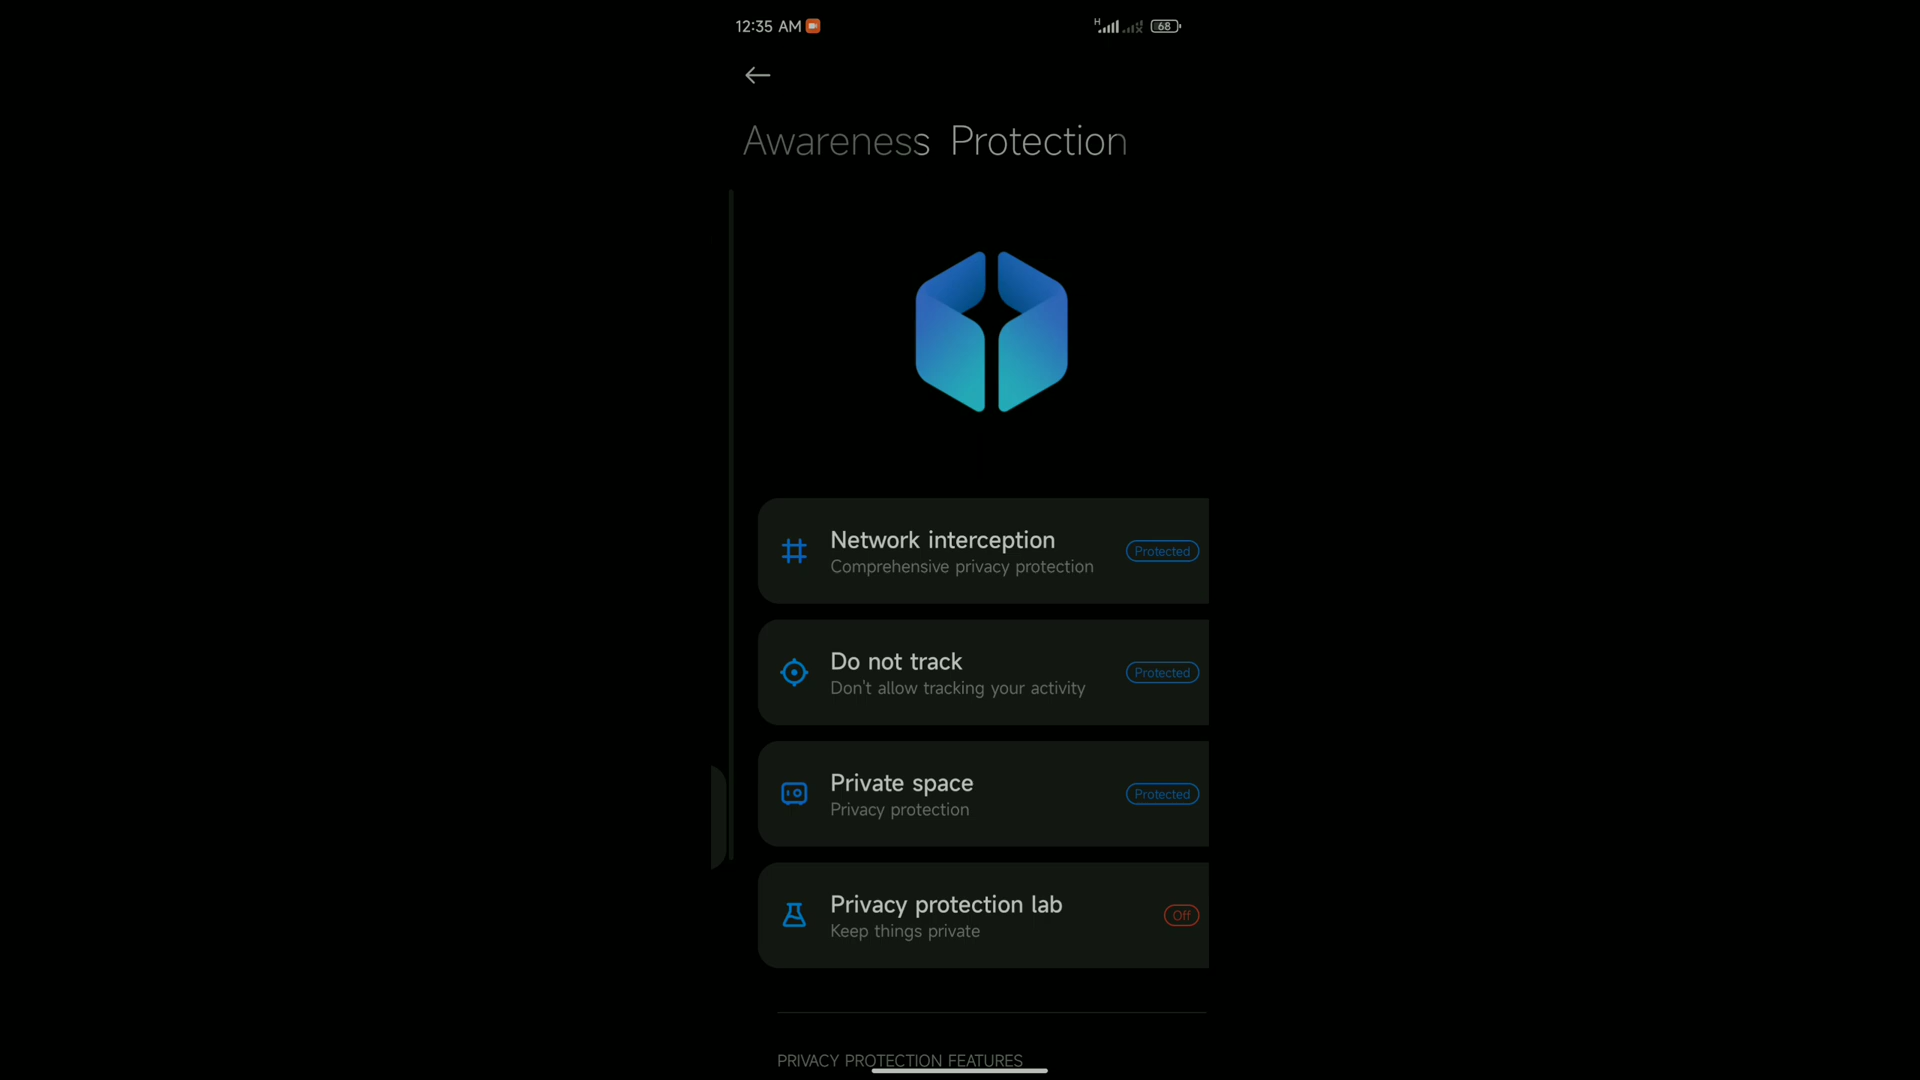 12:35 AM
H 68
Awareness Protection
Network interception
Comprehensive privacy protection
Protected
Do not track
Don't allow tracking your activity
Protected
Private space
Privacy protection
Protected
Privacy protection lab
Keep things private
Off
PRIVACY PROTECTION FEATURES